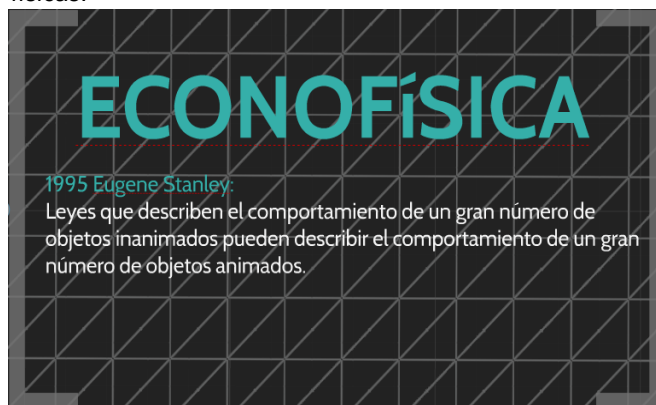 ECONOFíSICA
1995 Eugene Stanley:
Leyes que describen el comportamiento de un gran número de
objetos inanimados pueden describir el comportamiento de un gran
número de objetos animados.